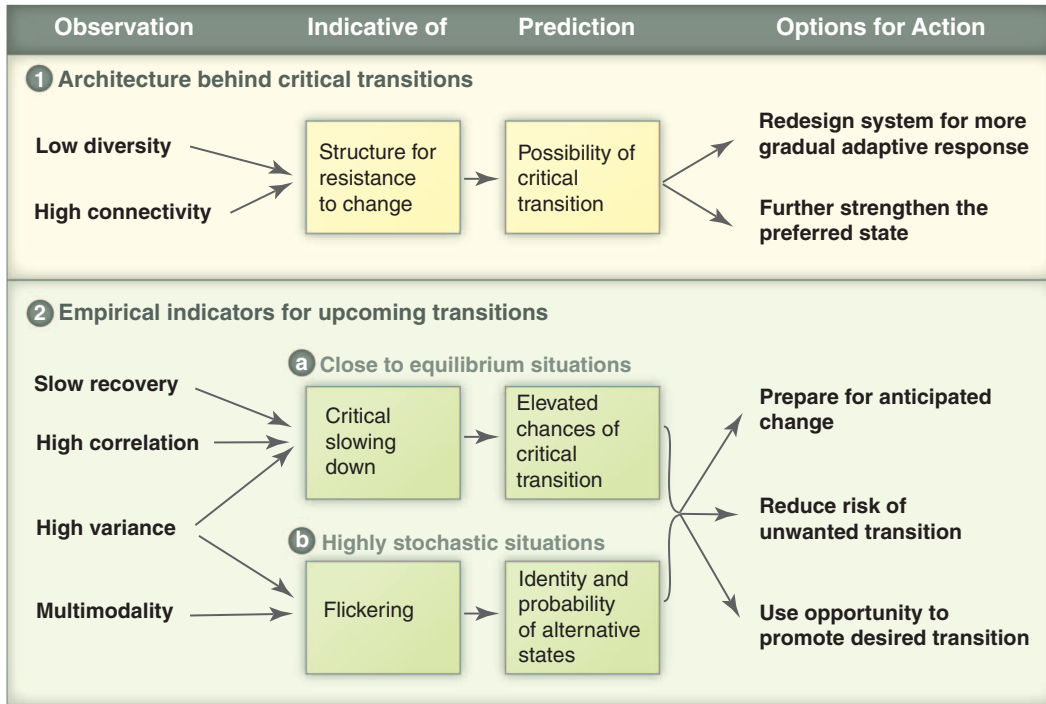 Observation Indicative of Prediction Options for Action
1 Architecture behind critical transitions
Low diversity
High connectivity
Structure for
resistance
to change
Possibility of
critical
transition
Redesign system for more
gradual adaptive response
Further strengthen the
preferred state
2 Empirical indicators for upcoming transitions
Slow recovery
High correlation
High variance
Multimodality
a Close to equilibrium situations
Critical
slowing
down
Elevated
chances of
critical
transition
b Highly stochastic situations
Flickering
Identity and
probability
of alternative
states
Prepare for anticipated
change
Reduce risk of
unwanted transition
Use opportunity to
promote desired transition